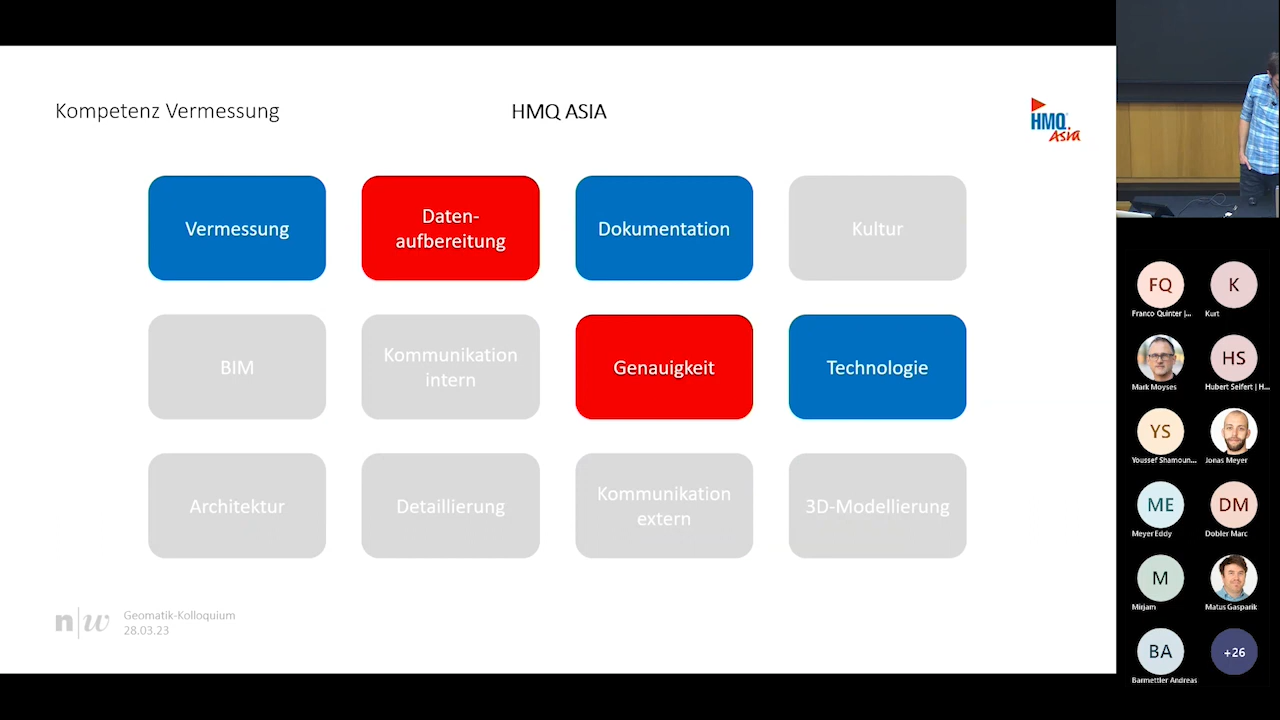 Kompetenz Vermessung
HMQ ASIA
HMQ
Asia
Vermessung
Daten-
aufbereitung
Dokumentation
Kultur
BIM
Kommunikation
intern
Genauigkeit
Technologie
Architektur
Detaillierung
Kommunikation
extern
3D-Modellierung
n|w
Geomatik-Kolloquium
28.03.23
FQ
Franco Quinter |...
K
Kurt
Mark Moyses
HS
Hubert Seifert | H...
YS
Youssef Shamoun...
Jonas Meyer
ME
Meyer Eddy
DM
Dobler Marc
M
Mirjam
Matus Gasparik
BA
Barmettler Andreas
+26